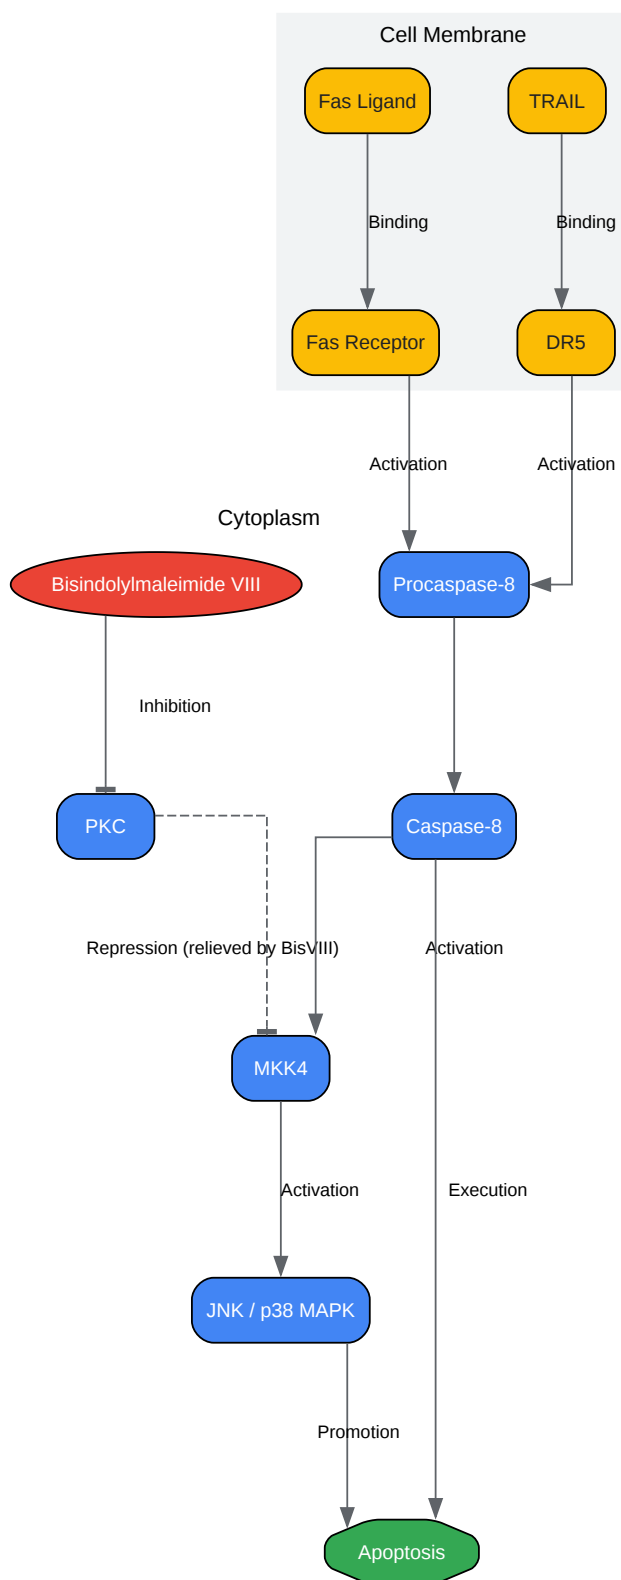 Cell Membrane
Fas Ligand
TRAIL
Binding
Binding
Fas Receptor
DR5
Activation
Activation
Cytoplasm
Bisindolylmaleimide VIII
Procaspase-8
Inhibition
PKC
Caspase-8
Repression (relieved by BisVIII)
Activation
MKK4
Activation
Execution
JNK / p38 MAPK
Promotion
Apoptosis